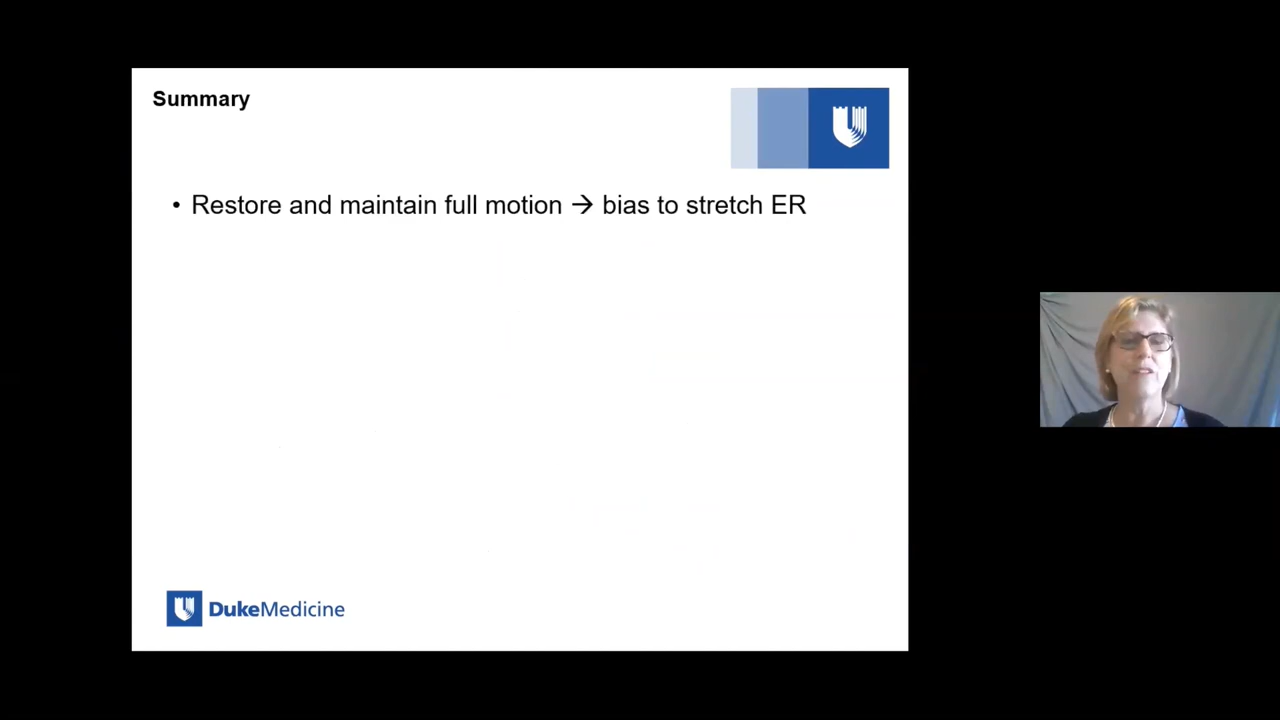 Summary
• Restore and maintain full motion → bias to stretch ER
DukeMedicine